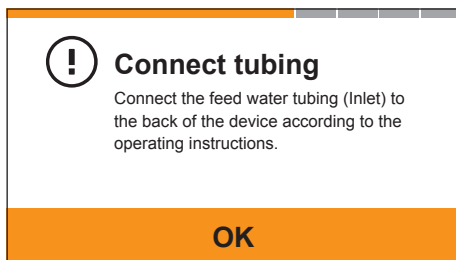 Connect tubing
Connect the feed water tubing (Inlet) to
the back of the device according to the
operating instructions.
OK